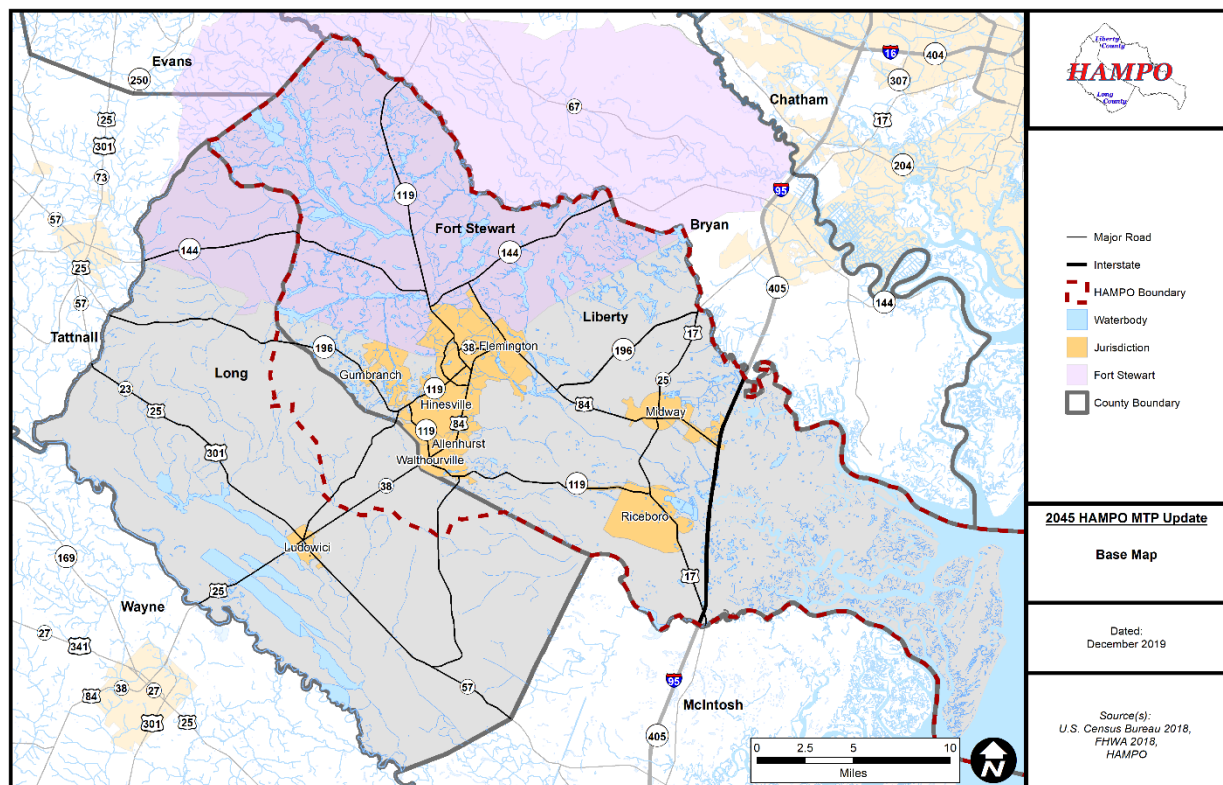 Evans
250
25
301
73
57
25
57
Tattnall
144
119
Fort Stewart
144
67
Chatham
16
404
307
17
204
95
Bryan
405
144
Liberty
17
196
25
196
Long
Gumbranch
38
Flemington
119
Hinesville
84
84
Midway
119
Allenhurst
Walthourville
23
25
301
38
119
Riceboro
Ludowici
17
169
25
Wayne
27
341
84
38
27
301
25
57
95
McIntosh
405
0
2.5
5
10
Miles
N
Liberty
County
HAMPO
Long
County
Major Road
Interstate
HAMPO Boundary
Waterbody
Jurisdiction
Fort Stewart
County Boundary
2045 HAMPO MTP Update
Base Map
Dated:
December 2019
Source(s):
U.S. Census Bureau 2018,
FHWA 2018,
HAMPO